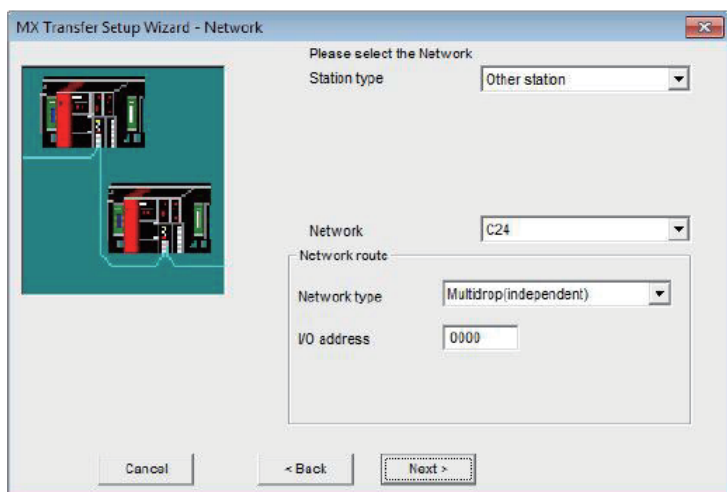 MX Transfer Setup Wizard - Network
Please select the Network
Station type
Other station
Network
C24
Network route
Network type
Multidrop(independent)
I/O address
0000
Cancel
< Back
Next >